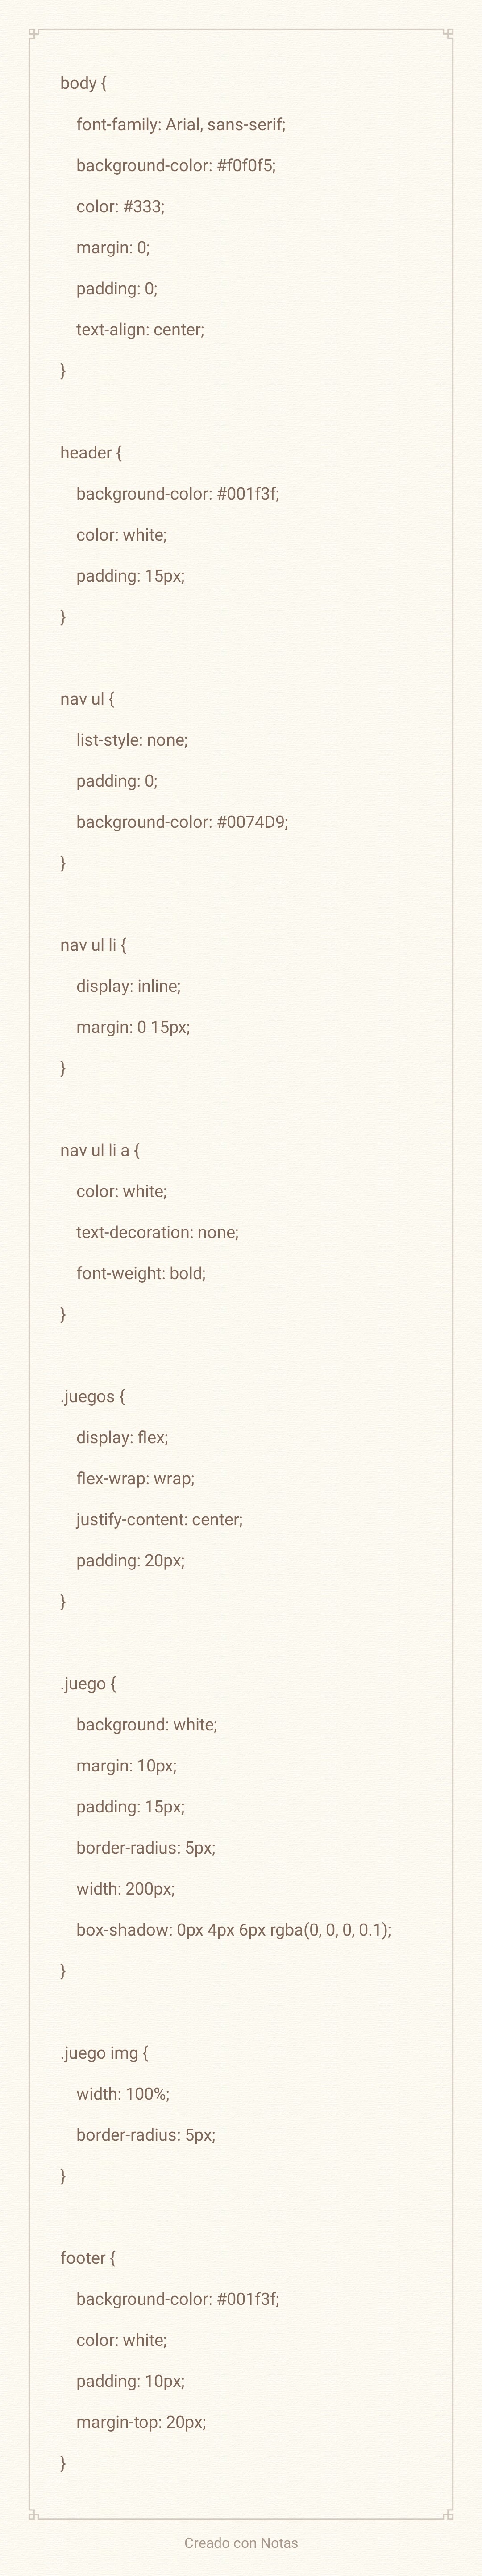 body {
    font-family: Arial, sans-serif;
    background-color: #f0f0f5;
    color: #333;
    margin: 0;
    padding: 0;
    text-align: center;
}

header {
    background-color: #001f3f;
    color: white;
    padding: 15px;
}

nav ul {
    list-style: none;
    padding: 0;
    background-color: #0074D9;
}

nav ul li {
    display: inline;
    margin: 0 15px;
}

nav ul li a {
    color: white;
    text-decoration: none;
    font-weight: bold;
}

.juegos {
    display: flex;
    flex-wrap: wrap;
    justify-content: center;
    padding: 20px;
}

.juego {
    background: white;
    margin: 10px;
    padding: 15px;
    border-radius: 5px;
    width: 200px;
    box-shadow: 0px 4px 6px rgba(0, 0, 0, 0.1);
}

.juego img {
    width: 100%;
    border-radius: 5px;
}

footer {
    background-color: #001f3f;
    color: white;
    padding: 10px;
    margin-top: 20px;
}

Creado con Notas